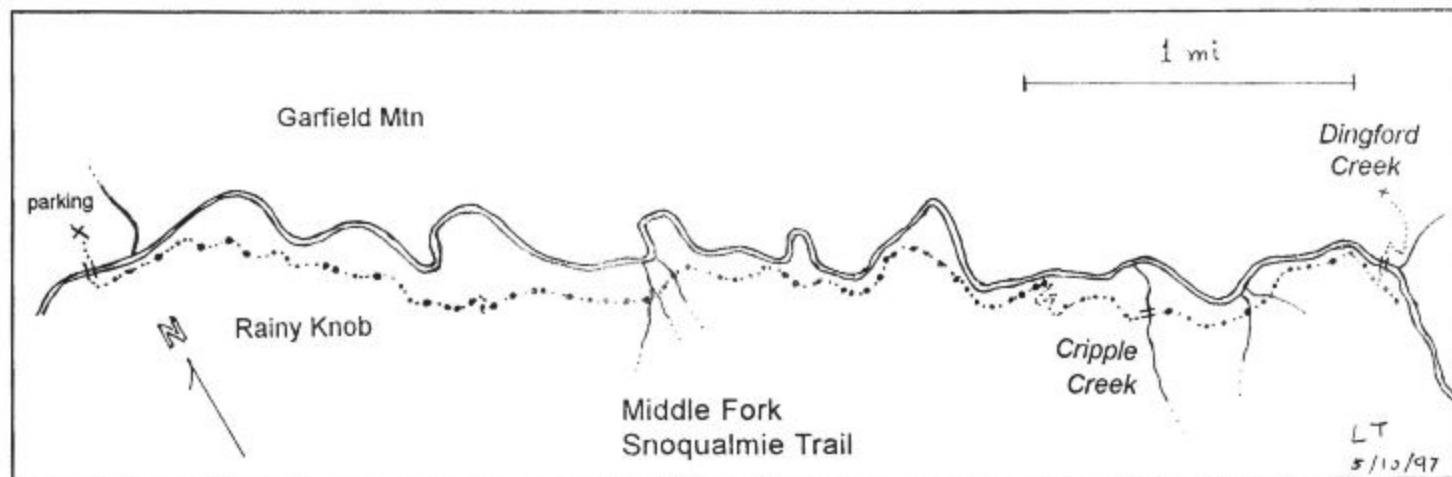 1 mi
Garfield Mtn
Dingford
Creek
parking
Rainy Knob
N
Cripple
Creek
Middle Fork
Snoqualmie Trail
LT
5/10/97